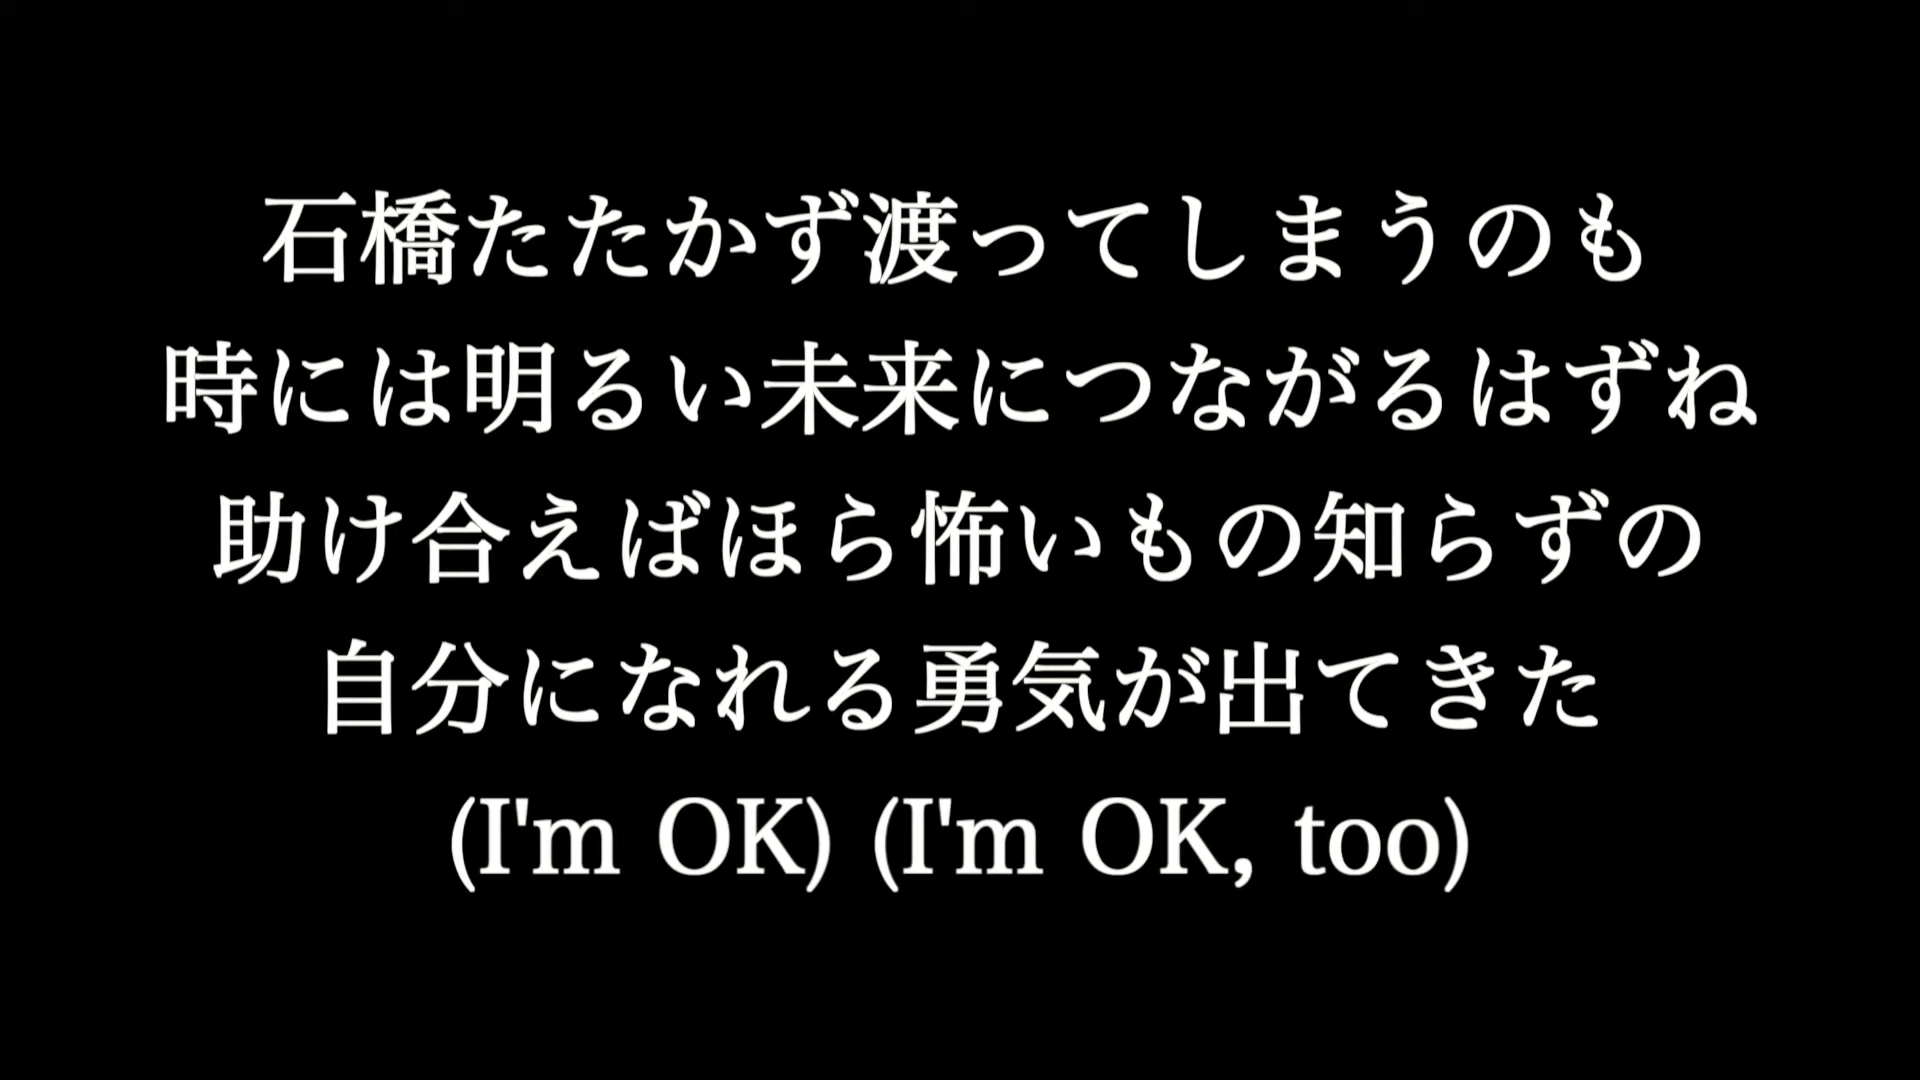 石橋たたかず渡ってしまうのも
時には明るい未来につながるはずね
助け合えばほら怖いもの知らずの
自分になれる勇気が出てきた
(I'm OK) (I'm OK, too)